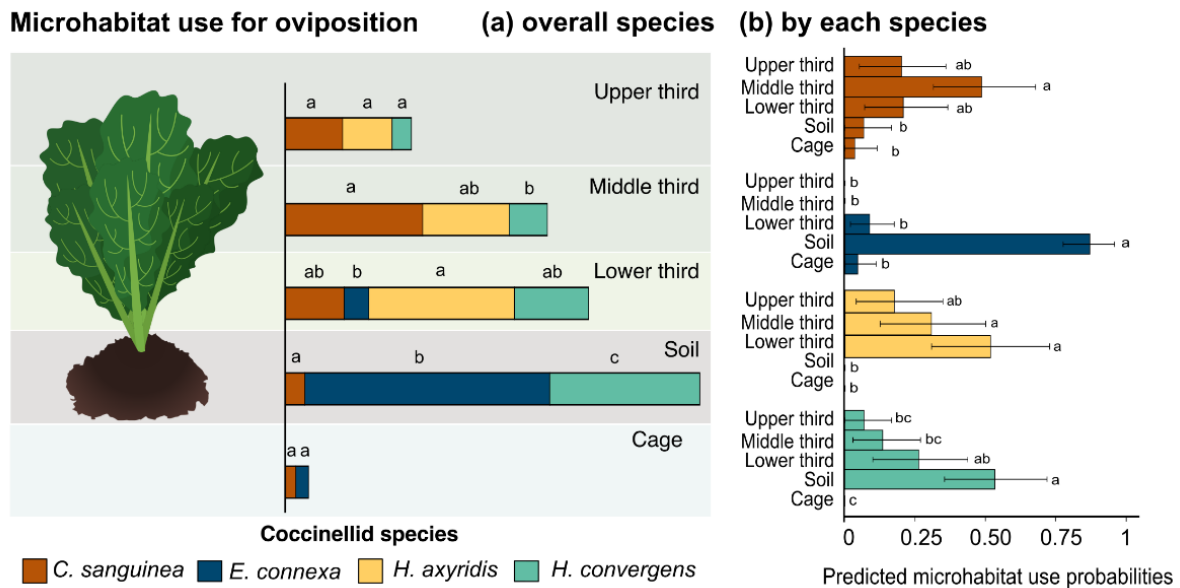 Microhabitat use for oviposition (a) overall species
a a a
Upper third
a ab b
Middle third
ab b a ab
Lower third
a b c
Soil
a a
Cage
Coccinellid species
C. sanguinea E. connexa H. axyridis H. convergens
(b) by each species
Upper third ab
Middle third a
Lower third ab
Soil b
Cage b
Upper third b
Middle third b
Lower third b
Soil a
Cage b
Upper third ab
Middle third a
Lower third a
Soil b
Cage b
Upper third bc
Middle third bc
Lower third ab
Soil a
Cage c
0 0.25 0.50 0.75 1
Predicted microhabitat use probabilities